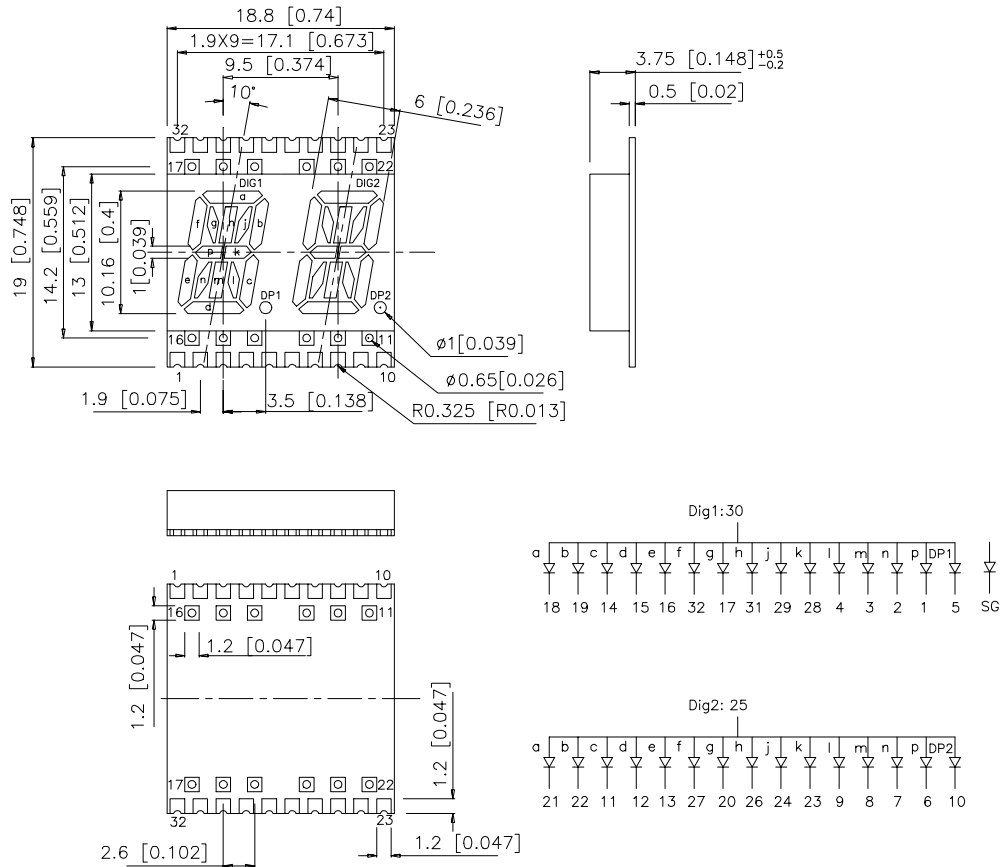 18.8 [0.74]
1.9X9=17.1 [0.673]
9.5 [0.374]
10°
6 [0.236]
3.75 [0.148] +0.5 -0.2
0.5 [0.02]
32 23
17 22
DIG1 DIG2
a
f g n j b
p k
e n m l c
d
DP1 DP2
19 [0.748]
14.2 [0.559]
13 [0.512]
10.16 [0.4]
1[0.039]
16 11
1 10
ø1[0.039]
ø0.65[0.026]
R0.325 [R0.013]
1.9 [0.075]
3.5 [0.138]
1 10
16 11
1.2 [0.047]
1.2 [0.047]
1.2 [0.047]
17 22
32 23
2.6 [0.102]
1.2 [0.047]
Dig1:30
a b c d e f g h j k l m n p DP1
18 19 14 15 16 32 17 31 29 28 4 3 2 1 5 SG
Dig2: 25
a b c d e f g h j k l m n p DP2
21 22 11 12 13 27 20 26 24 23 9 8 7 6 10